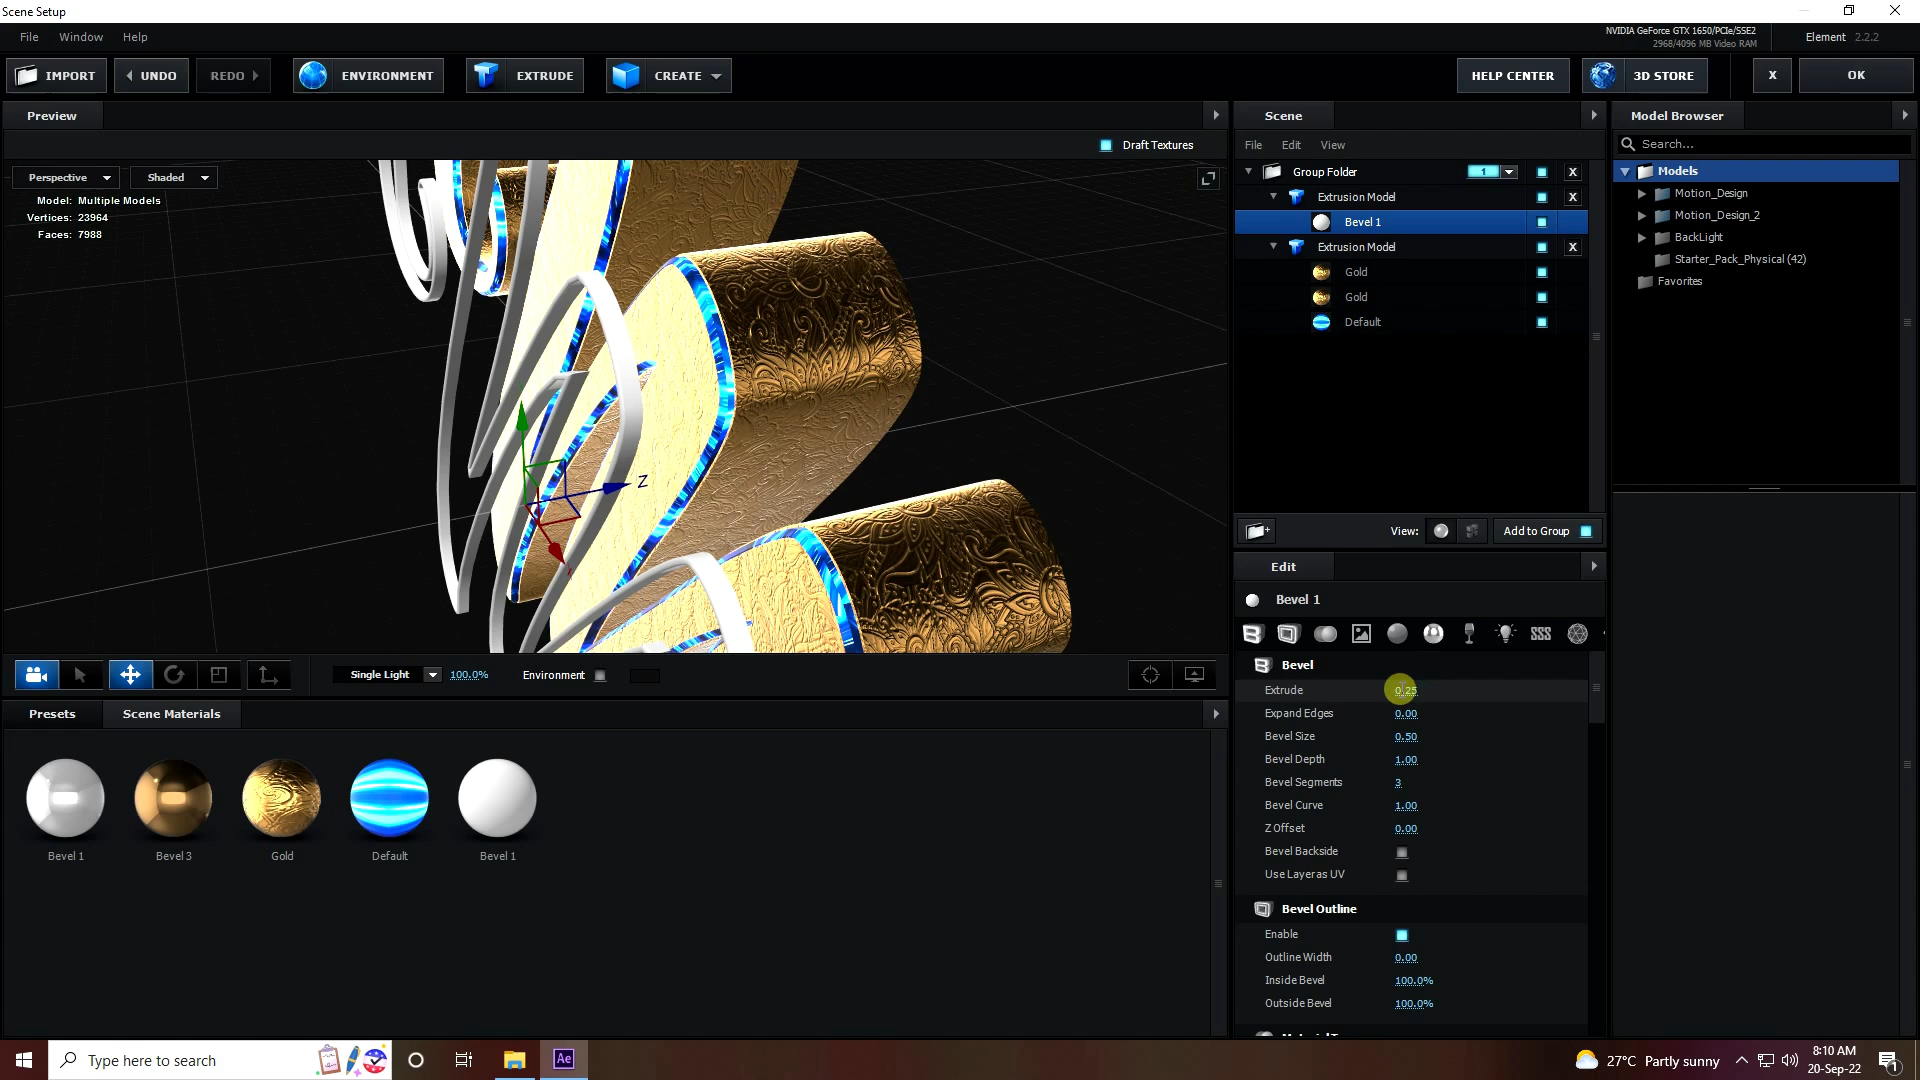 Scene Setup
File Window Help
NVIDIA GeForce GTX 1650/PCIe/SSE2
2968/4096 MB Video RAM
Element 2.2.2
IMPORT UNDO REDO ENVIRONMENT EXTRUDE CREATE HELP CENTER 3D STORE X OK
Preview
Draft Textures
Perspective Shaded
Model: Multiple Models
Vertices: 23964
Faces: 7988
Z
Single Light 100.0% Environment
Presets Scene Materials
Bevel 1 Bevel 3 Gold Default Bevel 1
Scene
File Edit View
Group Folder 1 X
Extrusion Model X
Bevel 1
Extrusion Model X
Gold
Gold
Default
View: Add to Group
Edit
Bevel 1
Bevel
Extrude 0.25
Expand Edges 0.00
Bevel Size 0.50
Bevel Depth 1.00
Bevel Segments 3
Bevel Curve 1.00
Z Offset 0.00
Bevel Backside
Use Layer as UV
Bevel Outline
Enable
Outline Width 0.00
Inside Bevel 100.0%
Outside Bevel 100.0%
Model Browser
Search...
Models
Motion_Design
Motion_Design_2
BackLight
Starter_Pack_Physical (42)
Favorites
Type here to search
Ae
27°C Partly sunny
8:10 AM
20-Sep-22
1